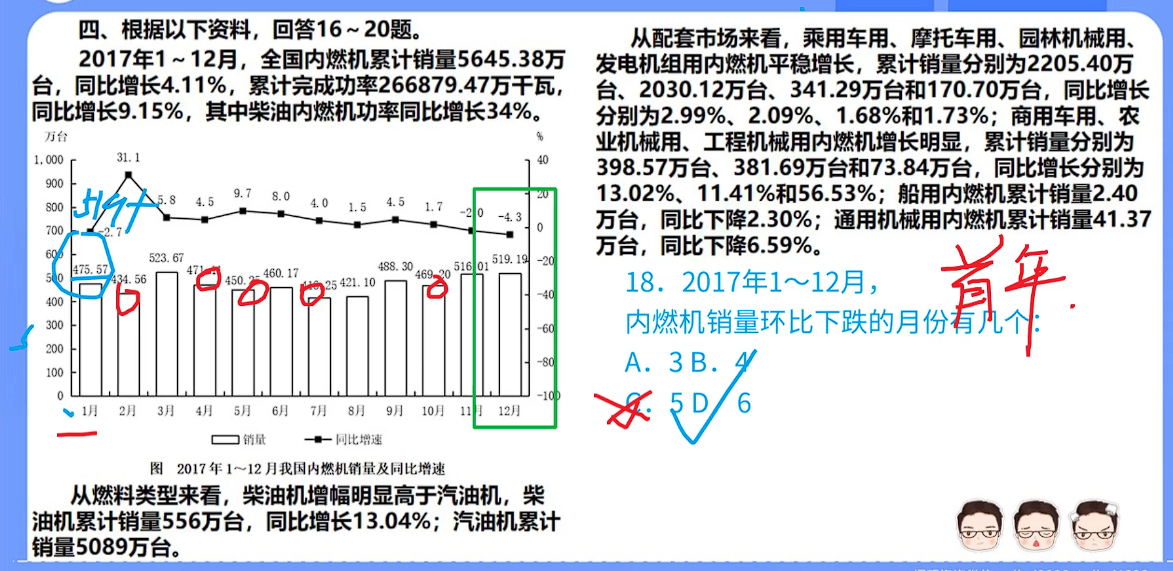 四、根据以下资料，回答16～20题。
2017年1～12月，全国内燃机累计销量5645.38万
台，同比增长4.11%，累计完成功率266879.47万千瓦，
同比增长9.15%，其中柴油内燃机功率同比增长34%。
万台
%
1,000
900
800
700
600
500
400
300
200
100
0
40
20
0
-20
-40
-60
-80
-100
31.1
-2.7
5.8
4.5
9.7
8.0
4.0
1.5
4.5
1.7
-2.0
-4.3
514+
475.57
434.56
523.67
460.17
421.10
488.30
469.20
516.01
519.19
1月
2月
3月
4月
5月
6月
7月
8月
9月
10月
11月
12月
销量
同比增速
图 2017年1～12月我国内燃机销量及同比增速
从燃料类型来看，柴油机增幅明显高于汽油机，柴
油机累计销量556万台，同比增长13.04%；汽油机累计
销量5089万台。
从配套市场来看，乘用车用、摩托车用、园林机械用、
发电机组用内燃机平稳增长，累计销量分别为2205.40万
台、2030.12万台、341.29万台和170.70万台，同比增长
分别为2.99%、2.09%、1.68%和1.73%；商用车用、农
业机械用、工程机械用内燃机增长明显，累计销量分别为
398.57万台、381.69万台和73.84万台，同比增长分别为
13.02%、11.41%和56.53%；船用内燃机累计销量2.40
万台，同比下降2.30%；通用机械用内燃机累计销量41.37
万台，同比下降6.59%。
首年
18．2017年1～12月，
内燃机销量环比下跌的月份有几个：
A．3 B．4
C．5 D．6